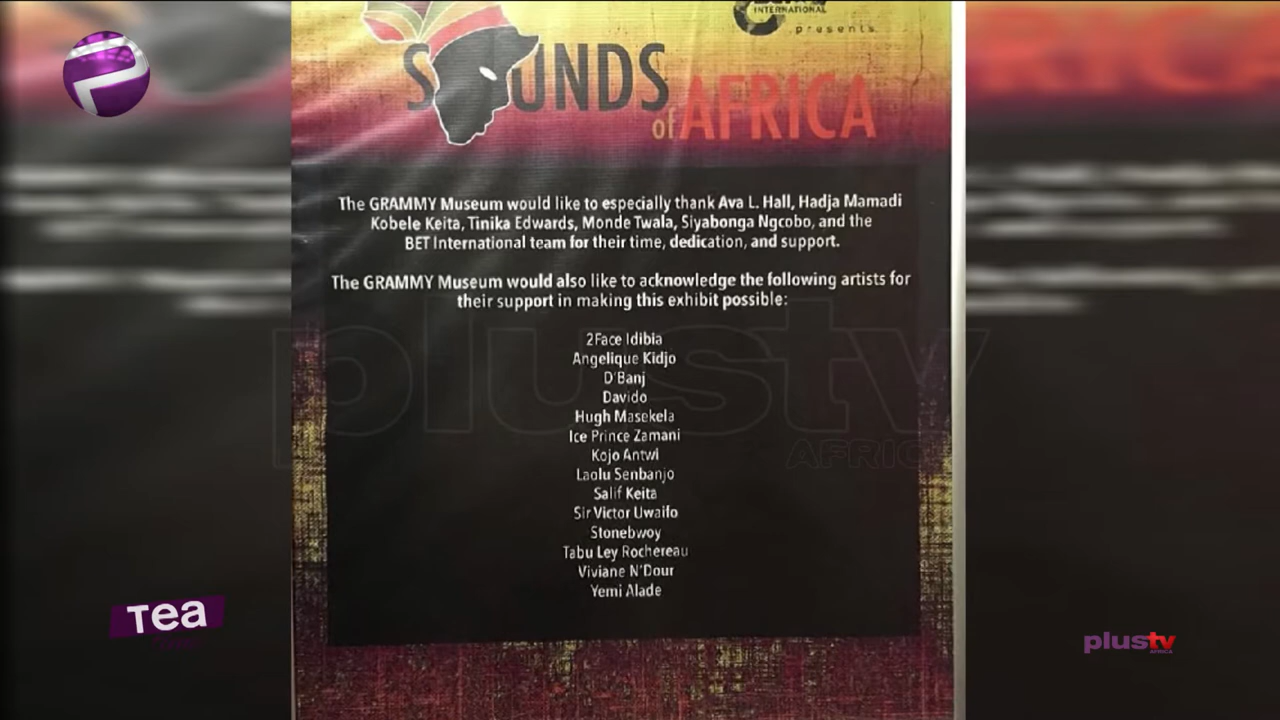 INTERNATIONAL
presents
SOUNDS
of AFRICA
The GRAMMY Museum would like to especially thank Ava L. Hall, Hadja Mamadi
Kobele Keita, Tinika Edwards, Monde Twala, Siyabonga Ngcobo, and the
BET International team for their time, dedication, and support.
The GRAMMY Museum would also like to acknowledge the following artists for
their support in making this exhibit possible:
2Face Idibia
Angelique Kidjo
D'Banj
Davido
Hugh Masekela
Ice Prince Zamani
Kojo Antwi
Laolu Senbanjo
Salif Keita
Sir Victor Uwaifo
Stonebwoy
Tabu Ley Rochereau
Viviane N'Dour
Yemi Alade
plustv
AFRICA
Tea
plustv
AFRICA